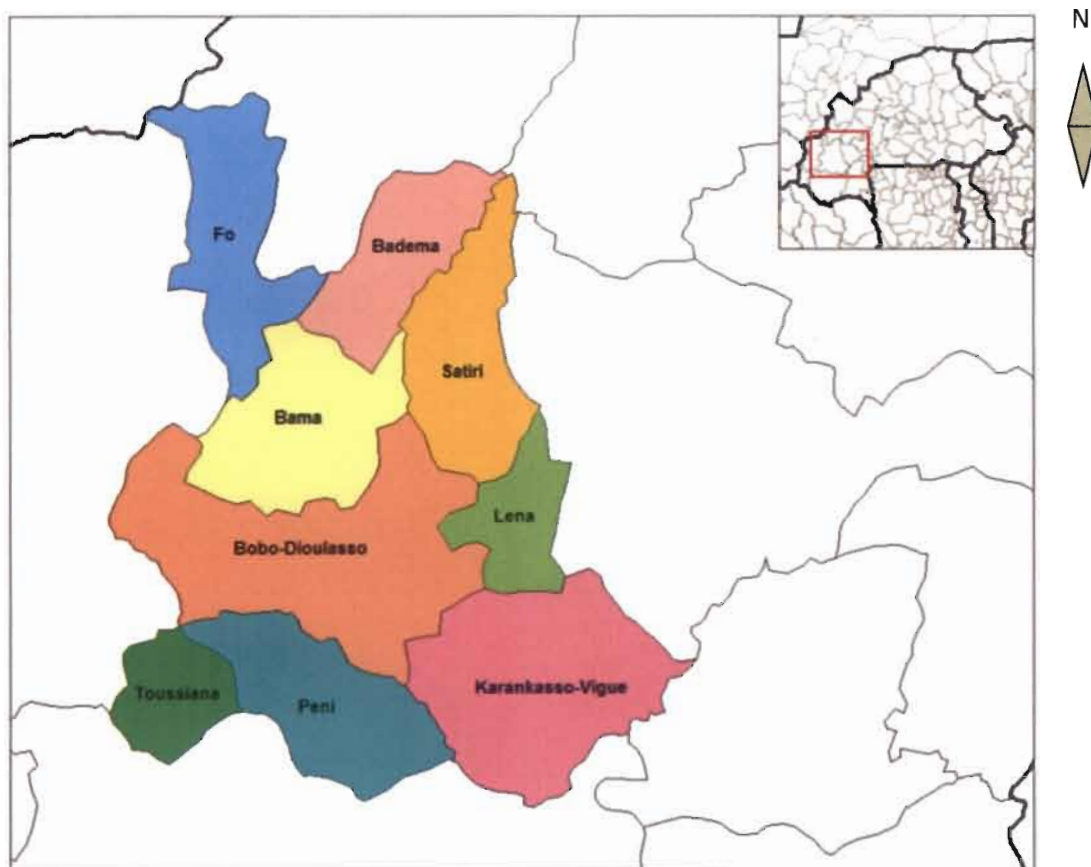 N
Fo
Badema
Satiri
Bama
Lena
Bobo-Dioulasso
Toussiana
Peni
Karankasso-Vigue